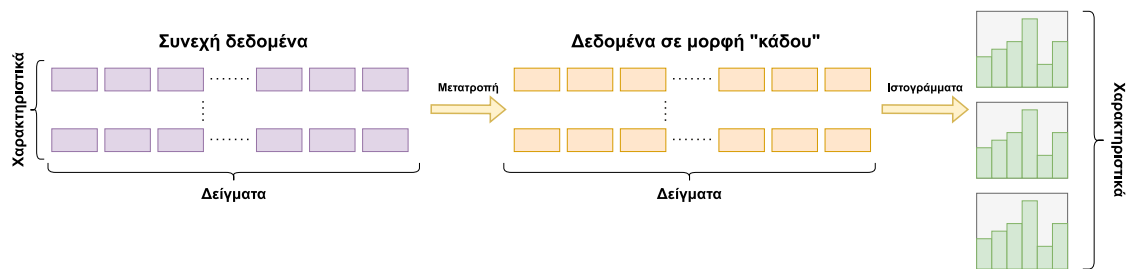 Συνεχή δεδομένα
Χαρακτηριστικά
Δείγματα
Μετατροπή
Δεδομένα σε μορφή "κάδου"
Δείγματα
Ιστογράμματα
Χαρακτηριστικά